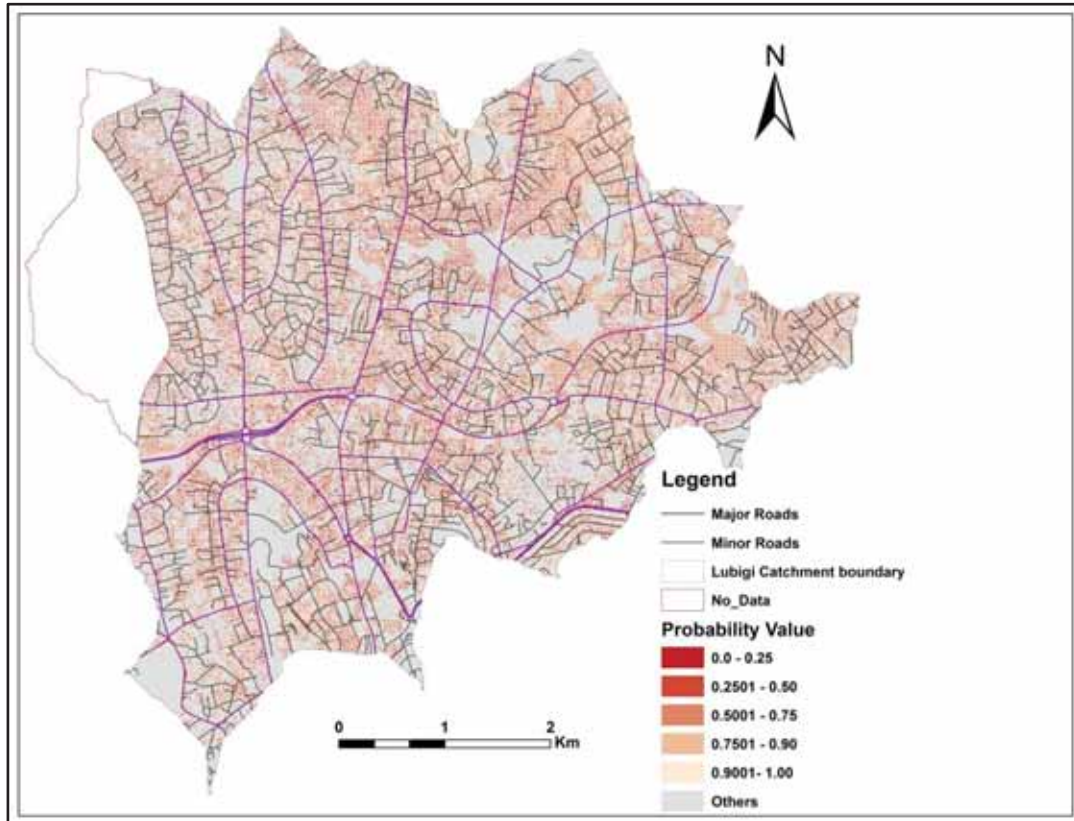 N
Legend
Major Roads
Minor Roads
Lubigi Catchment boundary
No_Data
Probability Value
0.0 - 0.25
0.2501 - 0.50
0.5001 - 0.75
0.7501 - 0.90
0.9001- 1.00
Others
0 1 2
Km